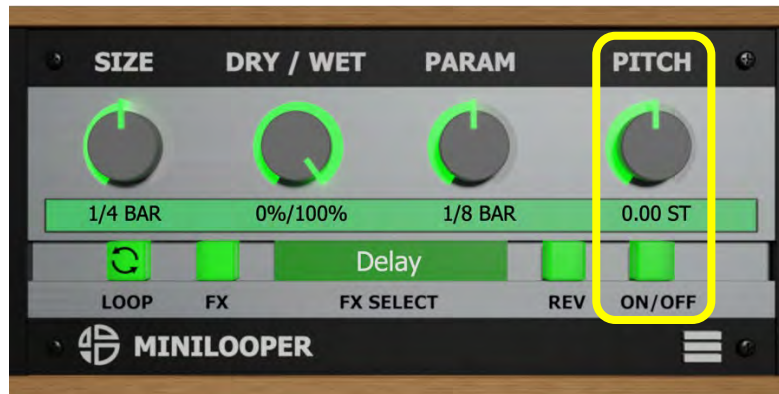 SIZE DRY / WET PARAM PITCH
1/4 BAR 0%/100% 1/8 BAR 0.00 ST
Delay
LOOP FX FX SELECT REV ON/OFF
MINILOOPER